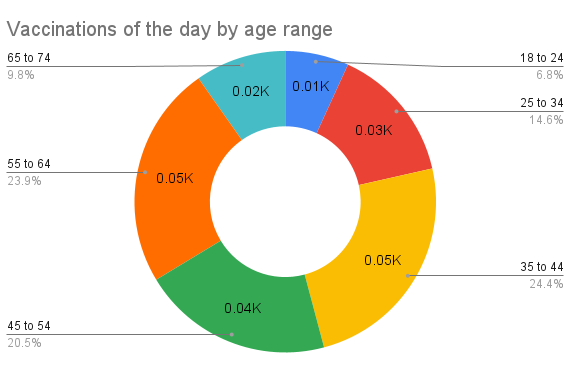 Vaccinations of the day by age range
65 to 74
9.8%
18 to 24
6.8%
0.02K
0.01K
25 to 34
14.6%
0.03K
55 to 64
23.9%
0.05K
0.05K
35 to 44
24.4%
0.04K
45 to 54
20.5%